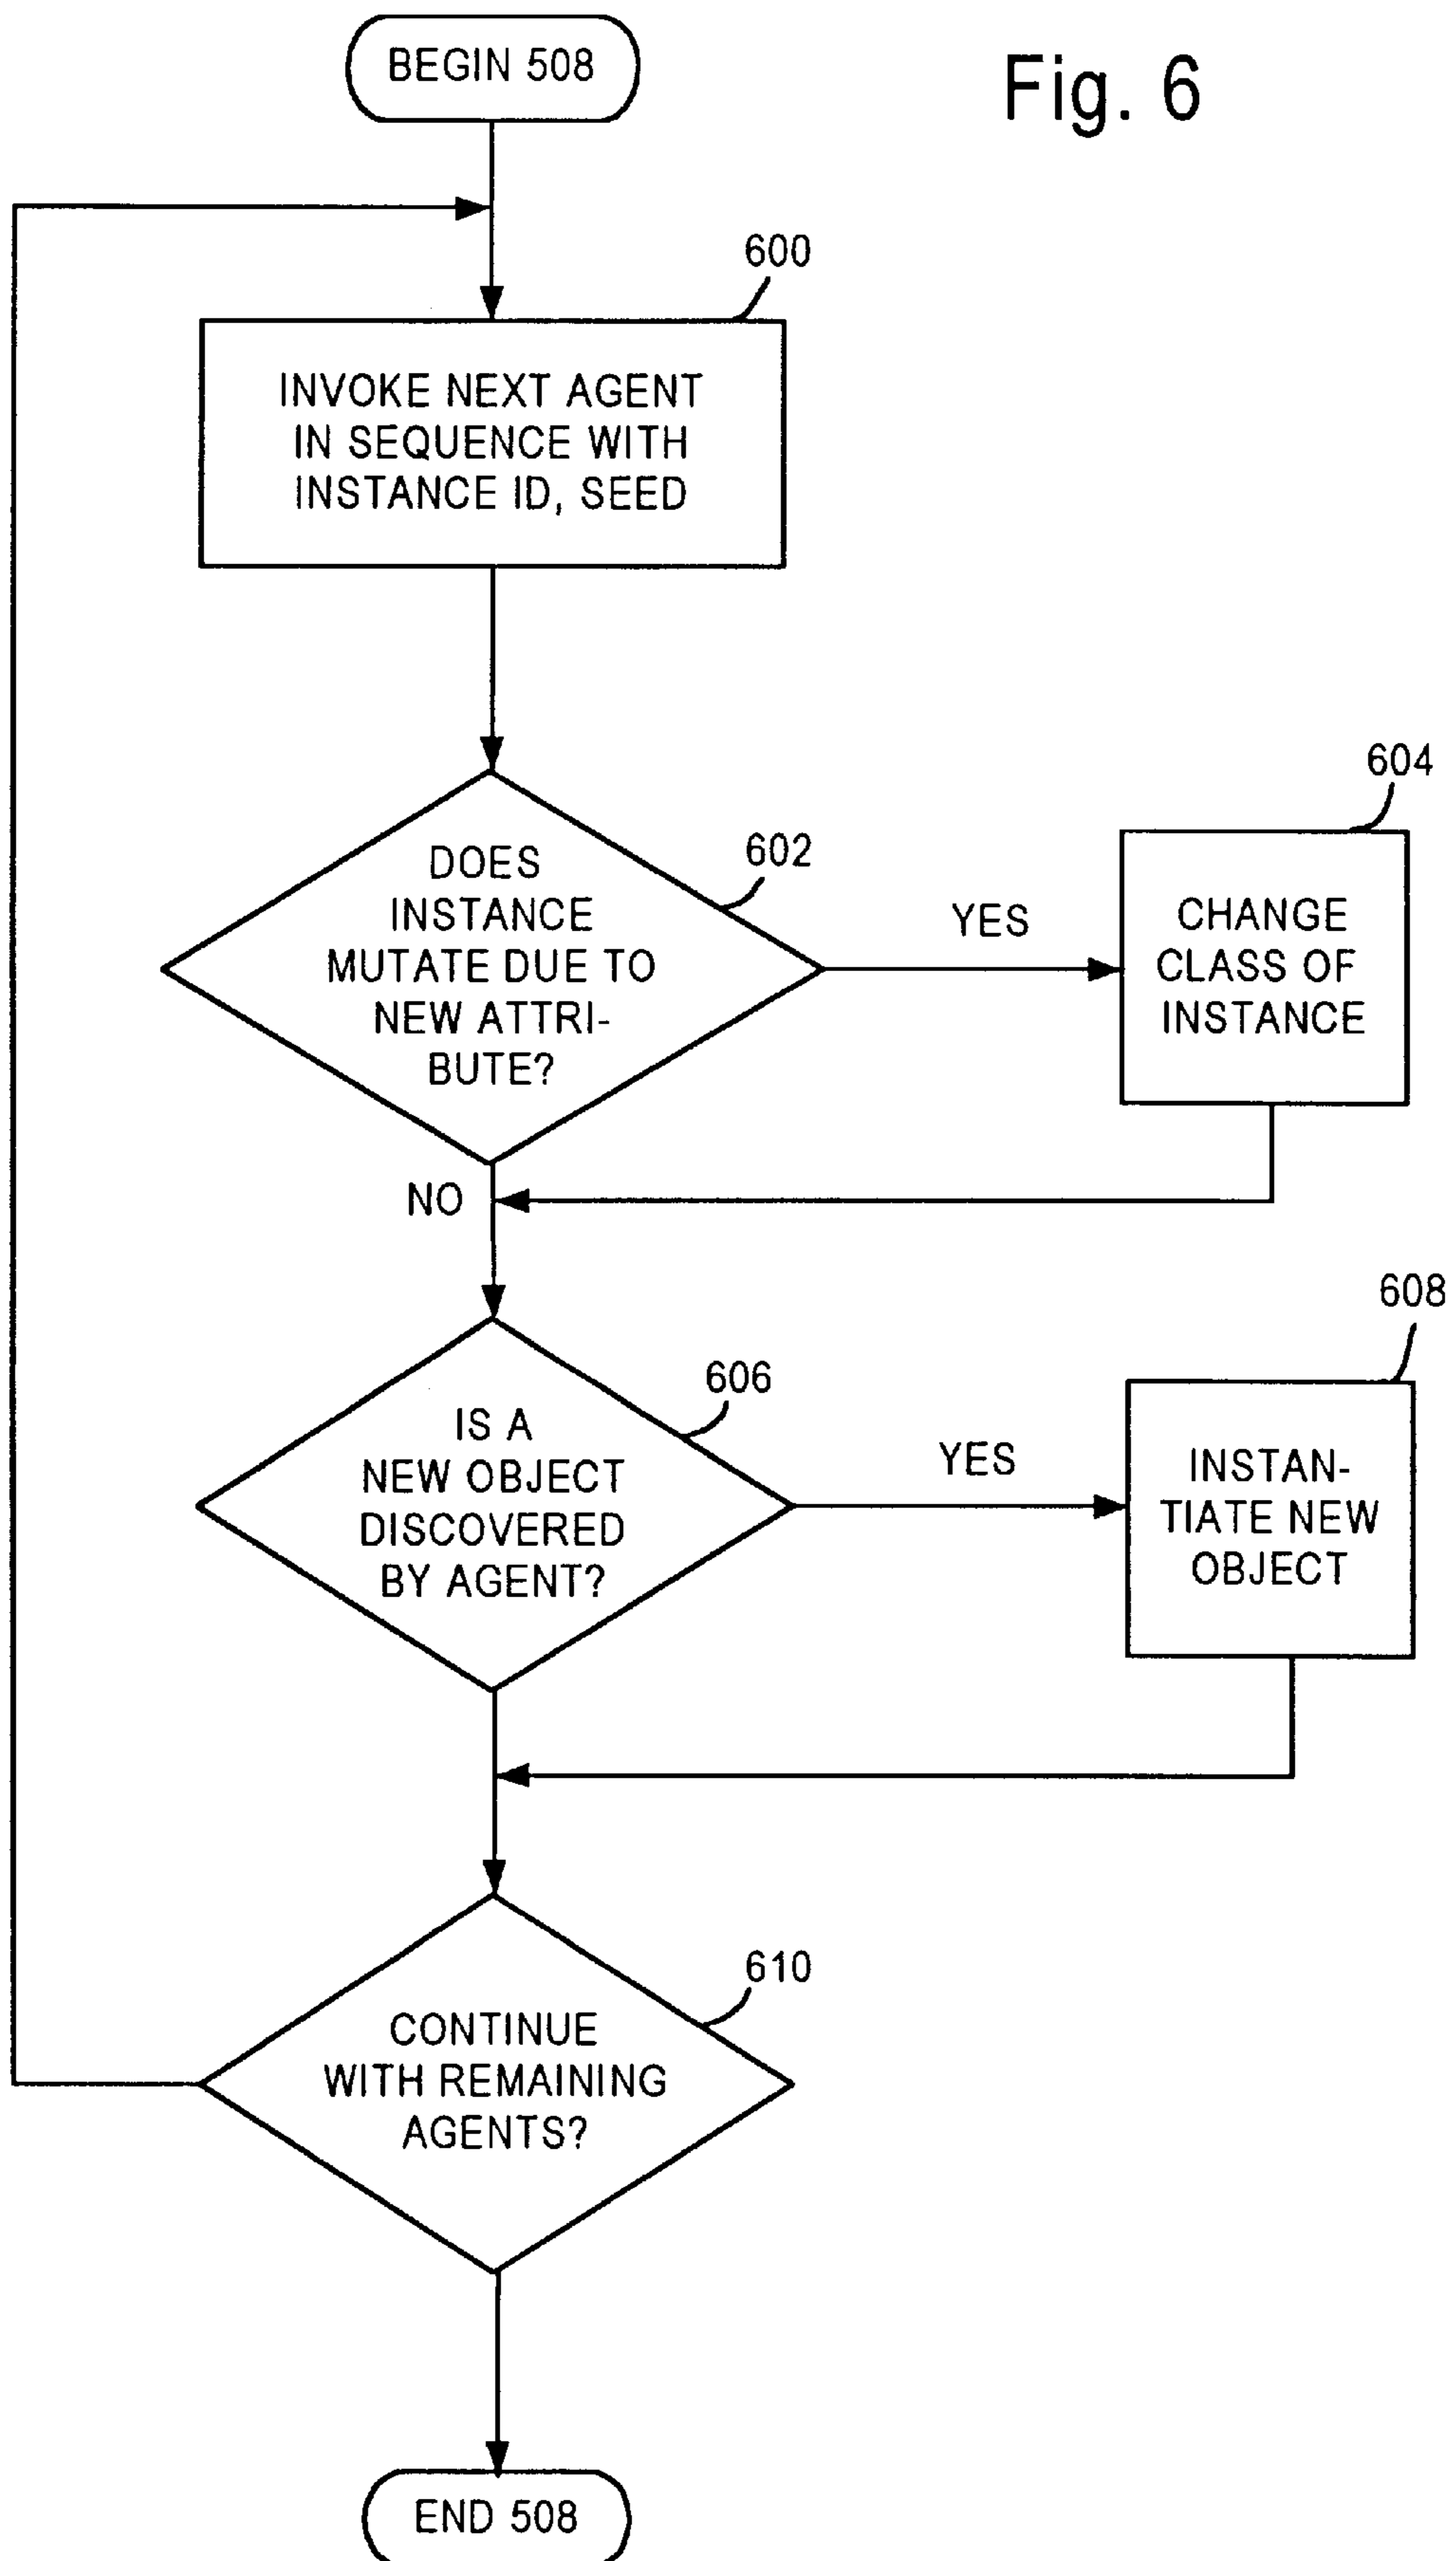 BEGIN 508
Fig. 6
600
INVOKE NEXT AGENT
IN SEQUENCE WITH
INSTANCE ID, SEED
602
DOES
INSTANCE
MUTATE DUE TO
NEW ATTRI-
BUTE?
YES
604
CHANGE
CLASS OF
INSTANCE
NO
606
IS A
NEW OBJECT
DISCOVERED
BY AGENT?
YES
608
INSTAN-
TIATE NEW
OBJECT
610
CONTINUE
WITH REMAINING
AGENTS?
END 508